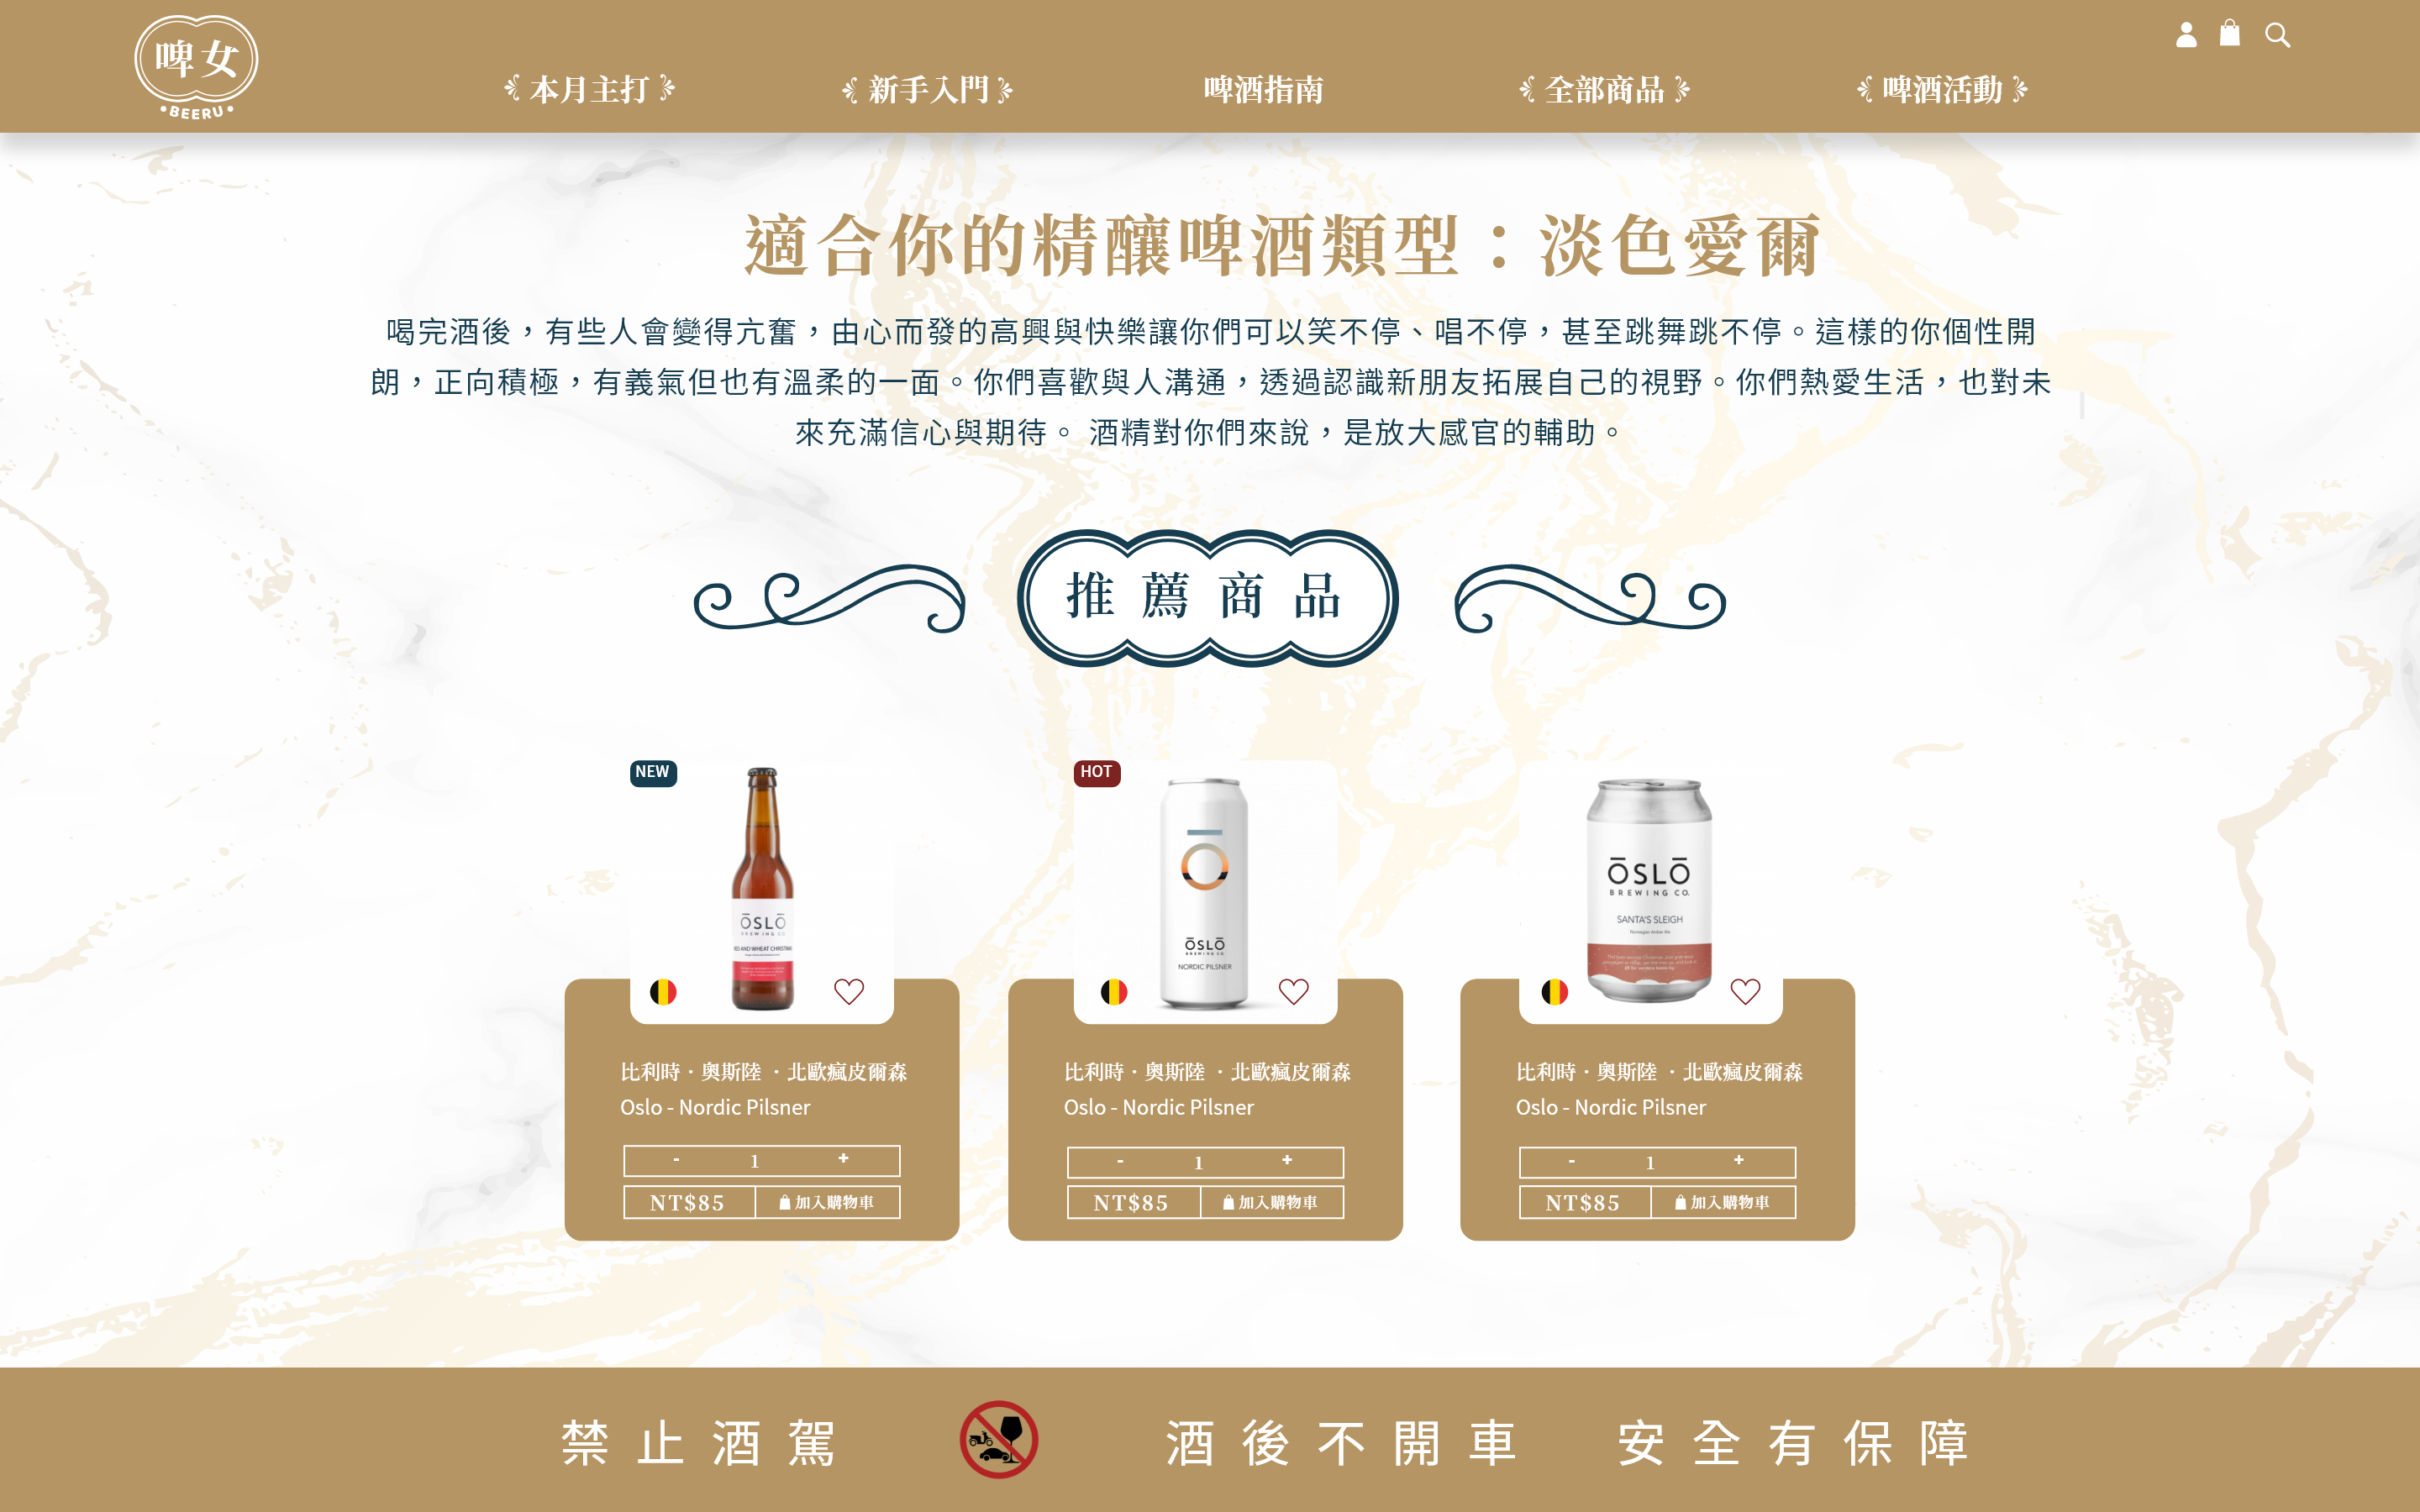 啤女
BEERU
本月主打
新手入門
啤酒指南
全部商品
啤酒活動
適合你的精釀啤酒類型：淡色愛爾
喝完酒後，有些人會變得亢奮，由心而發的高興與快樂讓你們可以笑不停、唱不停，甚至跳舞跳不停。這樣的你個性開
朗，正向積極，有義氣但也有溫柔的一面。你們喜歡與人溝通，透過認識新朋友拓展自己的視野。你們熱愛生活，也對未
來充滿信心與期待。 酒精對你們來說，是放大感官的輔助。
推薦商品
NEW
ŌSLŌ
BREWING CO.
AND WHEAT CHRISTMAS
比利時・奧斯陸 ・北歐瘋皮爾森
Oslo - Nordic Pilsner
- 1 +
NT$85
加入購物車
HOT
ŌSLŌ
BREWING CO.
NORDIC PILSNER
比利時・奧斯陸 ・北歐瘋皮爾森
Oslo - Nordic Pilsner
- 1 +
NT$85
加入購物車
ŌSLŌ
BREWING CO.
SANTA'S SLEIGH
比利時・奧斯陸 ・北歐瘋皮爾森
Oslo - Nordic Pilsner
- 1 +
NT$85
加入購物車
禁止酒駕
酒後不開車 安全有保障